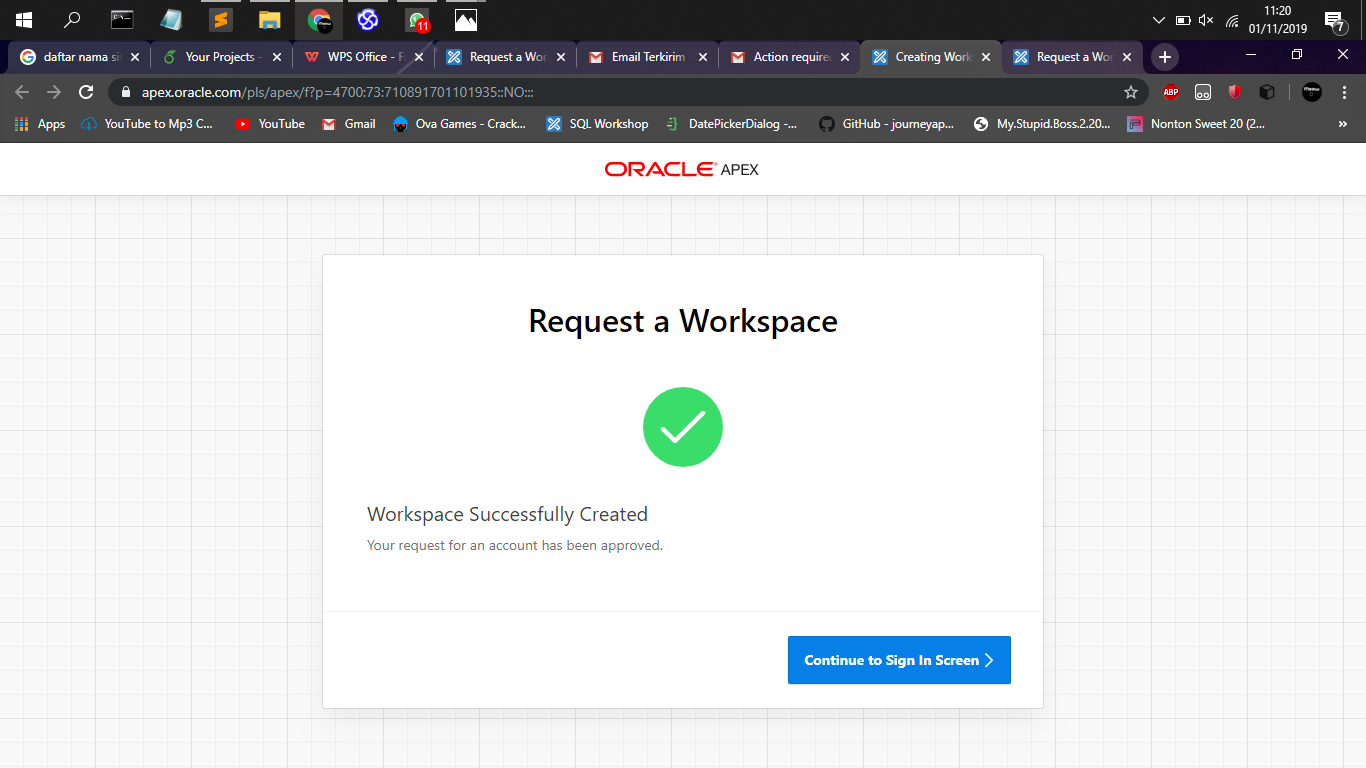 11
11:20
01/11/2019
7
daftar nama si
Your Projects -
WPS Office - F
Request a Wor
Email Terkirim
Action require
Creating Work
Request a Wor
apex.oracle.com/pls/apex/f?p=4700:73:710891701101935::NO:::
ABP
Apps
YouTube to Mp3 C...
YouTube
Gmail
Ova Games - Crack...
SQL Workshop
DatePickerDialog -...
GitHub - journeyap...
My.Stupid.Boss.2.20...
Nonton Sweet 20 (2...
ORACLE® APEX
Request a Workspace
Workspace Successfully Created
Your request for an account has been approved.
Continue to Sign In Screen